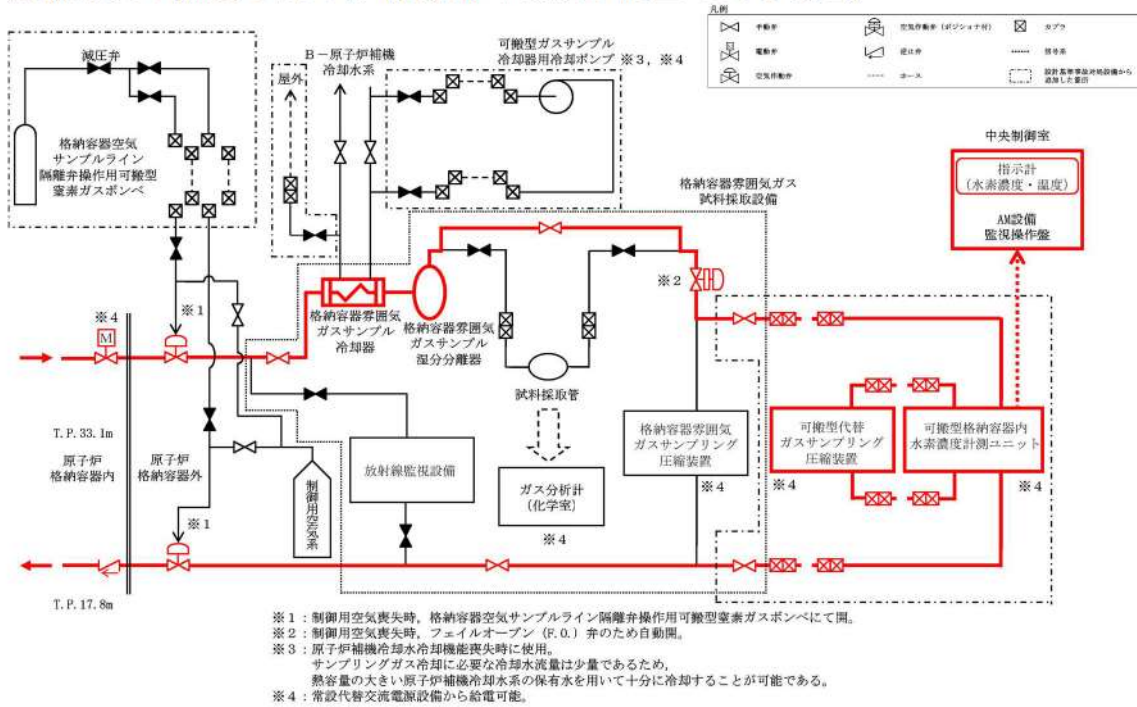 凡例
手動弁
空気作動弁（ポジショナ付）
カプラ
電動弁
逆止弁
信号系
空気作動弁
ホース
設計基準事故対処設備から
追加した箇所
減圧弁
格納容器空気
サンプルライン
隔離弁操作用可搬型
窒素ガスボンベ
屋外
B－原子炉補機
冷却水系
可搬型ガスサンプル
冷却器用冷却ポンプ ※3，※4
格納容器雰囲気ガス
試料採取設備
中央制御室
指示計
（水素濃度・温度）
AM設備
監視操作盤
※1
※2
※4
M
格納容器雰囲気
ガスサンプル
冷却器
格納容器雰囲気
ガスサンプル
湿分分離器
試料採取管
T.P. 33.1m
原子炉
格納容器内
原子炉
格納容器外
放射線監視設備
ガス分析計
（化学室）
※4
格納容器雰囲気
ガスサンプリング
圧縮装置
※4
可搬型代替
ガスサンプリング
圧縮装置
※4
可搬型格納容器内
水素濃度計測ユニット
※4
制御用空気系
※1
T.P. 17.8m
※1：制御用空気喪失時，格納容器空気サンプルライン隔離弁操作用可搬型窒素ガスボンベにて開。
※2：制御用空気喪失時，フェイルオープン（F.O.）弁のため自動開。
※3：原子炉補機冷却水冷却機能喪失時に使用。
サンプリングガス冷却に必要な冷却水流量は少量であるため，
熱容量の大きい原子炉補機冷却水系の保有水を用いて十分に冷却することが可能である。
※4：常設代替交流電源設備から給電可能。